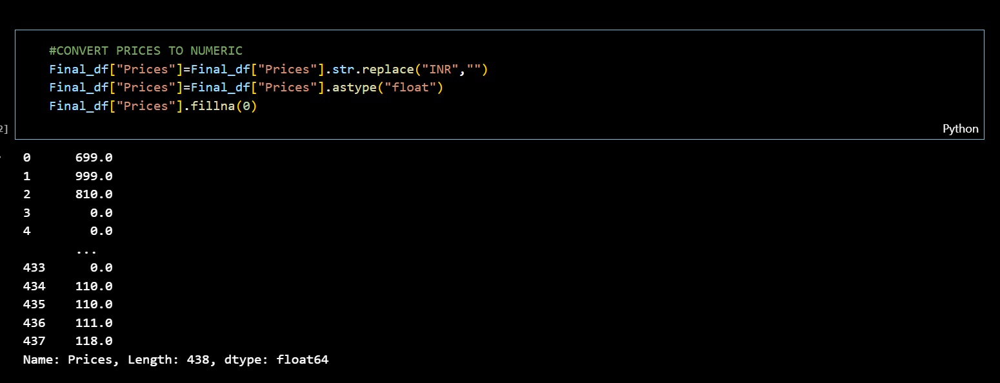 #CONVERT PRICES TO NUMERIC
Final_df["Prices"]=Final_df["Prices"].str.replace("INR","")
Final_df["Prices"]=Final_df["Prices"].astype("float")
Final_df["Prices"].fillna(0)
2]
Python
0      699.0
1      999.0
2      810.0
3        0.0
4        0.0
       ...
433      0.0
434    110.0
435    110.0
436    111.0
437    118.0
Name: Prices, Length: 438, dtype: float64